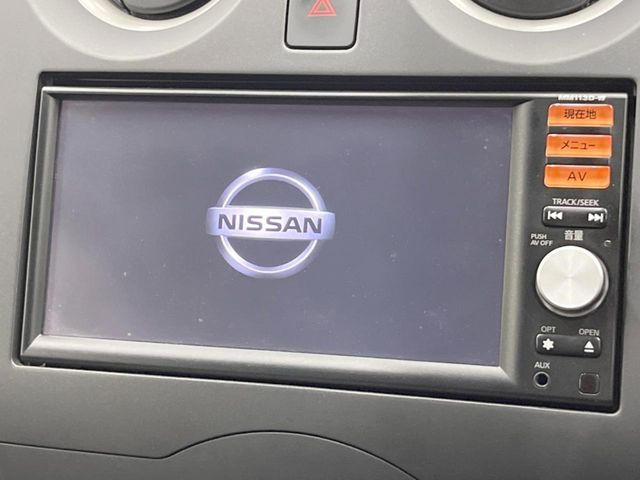 MM113D-W
現在地
メニュー
AV
TRACK/SEEK
音量
PUSH
AV OFF
NISSAN
OPT
OPEN
AUX